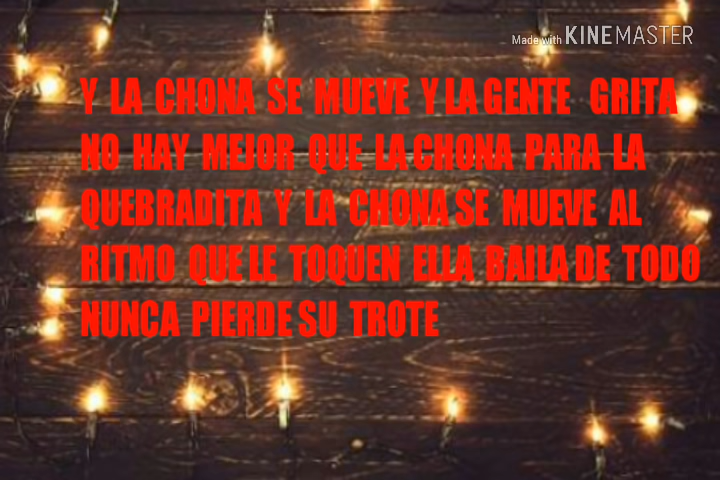 Made with KINEMASTER
Y LA CHONA SE MUEVE Y LA GENTE GRITA
NO HAY MEJOR QUE LA CHONA PARA LA
QUEBRADITA Y LA CHONA SE MUEVE AL
RITMO QUE LE TOQUEN ELLA BAILA DE TODO
NUNCA PIERDE SU TROTE